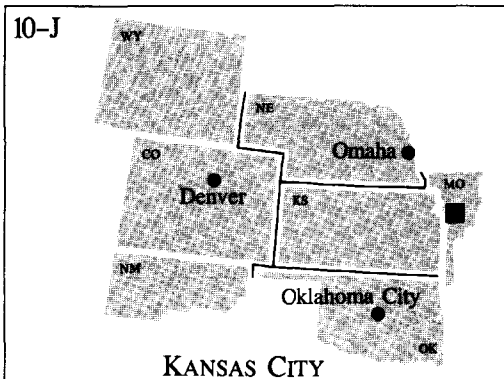 10-J
WY
NE
Omaha
CO
Denver
MO
KS
NM
Oklahoma City
OK
KANSAS CITY